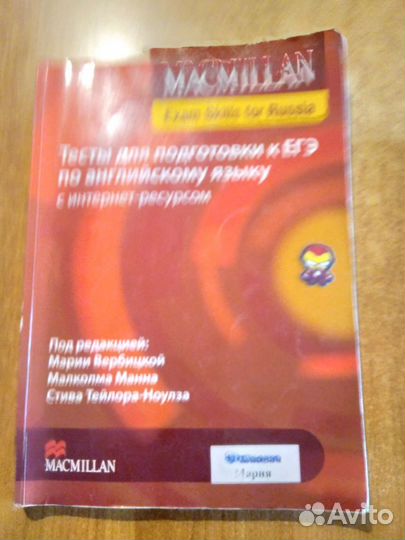 MACMILLAN
Exam Skills for Russia
Тесты для подготовки к ЕГЭ
по английскому языку
с интернет-ресурсом
Под редакцией:
Марии Вербицкой
Малколма Манна
Стива Тейлора-Ноулза
MACMILLAN
Мария
Avito